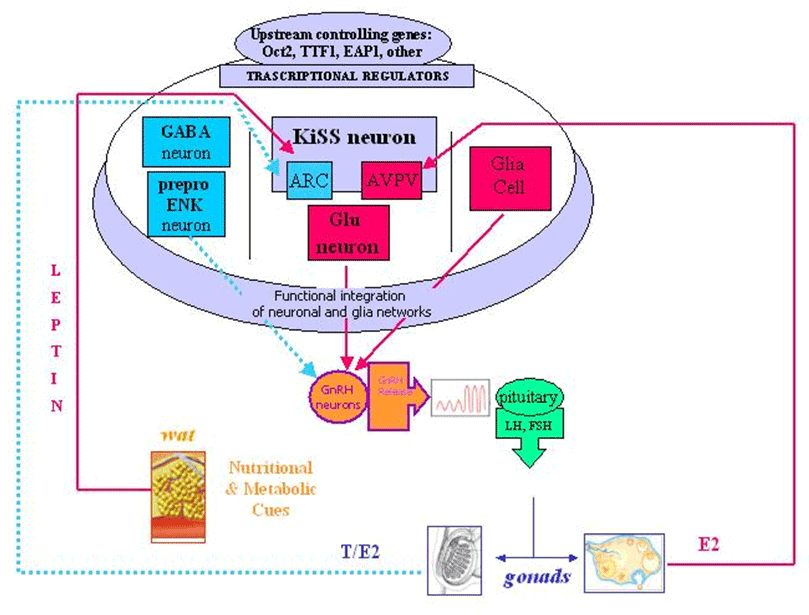 Upstream controlling genes:
Oct2, TTF1, EAP1, other
TRASCRIPTIONAL REGULATORS
GABA
neuron
prepro
ENK
neuron
KiSS neuron
ARC
AVPV
Glu
neuron
Glia
Cell
Functional integration
of neuronal and glia networks
LEPTIN
GnRH
neurons
GnRH
Release
pituitary
LH, FSH
wat
Nutritional
& Metabolic
Cues
T/E2
gonads
E2